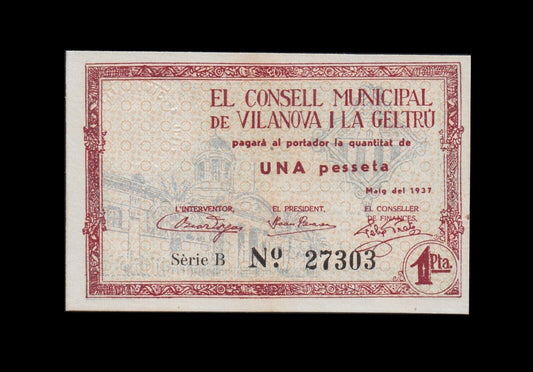 EL CONSELL MUNICIPAL
DE VILANOVA I LA GELTRÚ
pagarà al portador la quantitat de
UNA pesseta
Maig del 1937
L'INTERVENTOR, EL PRESIDENT, EL CONSELLER
DE FINANCES,
Sèrie B Nº 27303
1 Pta.